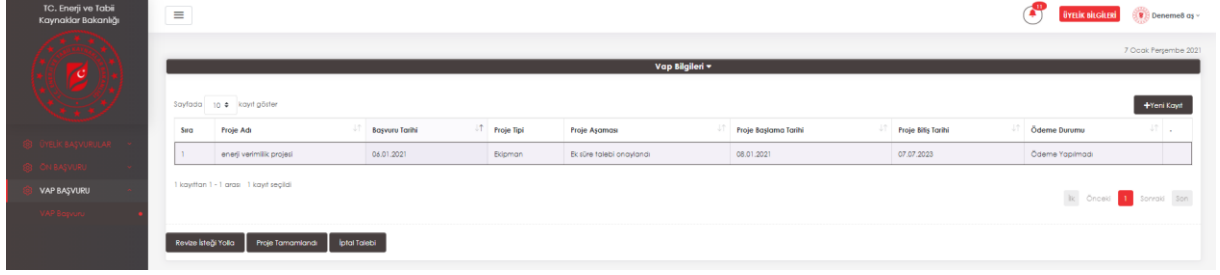 T.C. Enerji ve Tabii
Kaynaklar Bakanlığı
11
ÜYELİK BİLGİLERİ
Deneme8 aş
7 Ocak Perşembe 2021
Vap Bilgileri
Sayfada 10 kayıt göster
+Yeni Kayıt
Sıra Proje Adı Başvuru Tarihi Proje Tipi Proje Aşaması Proje Başlama Tarihi Proje Bitiş Tarihi Ödeme Durumu .
1 enerji verimlilik projesi 06.01.2021 Ekipman Ek süre talebi onaylandı 08.01.2021 07.07.2023 Ödeme Yapılmadı
ÜYELİK BAŞVURULAR
ÖN BAŞVURU
VAP BAŞVURU
VAP Başvuru
1 kayıttan 1 - 1 arası 1 kayıt seçildi
İlk Önceki 1 Sonraki Son
Revize İsteği Yolla Proje Tamamlandı İptal Talebi